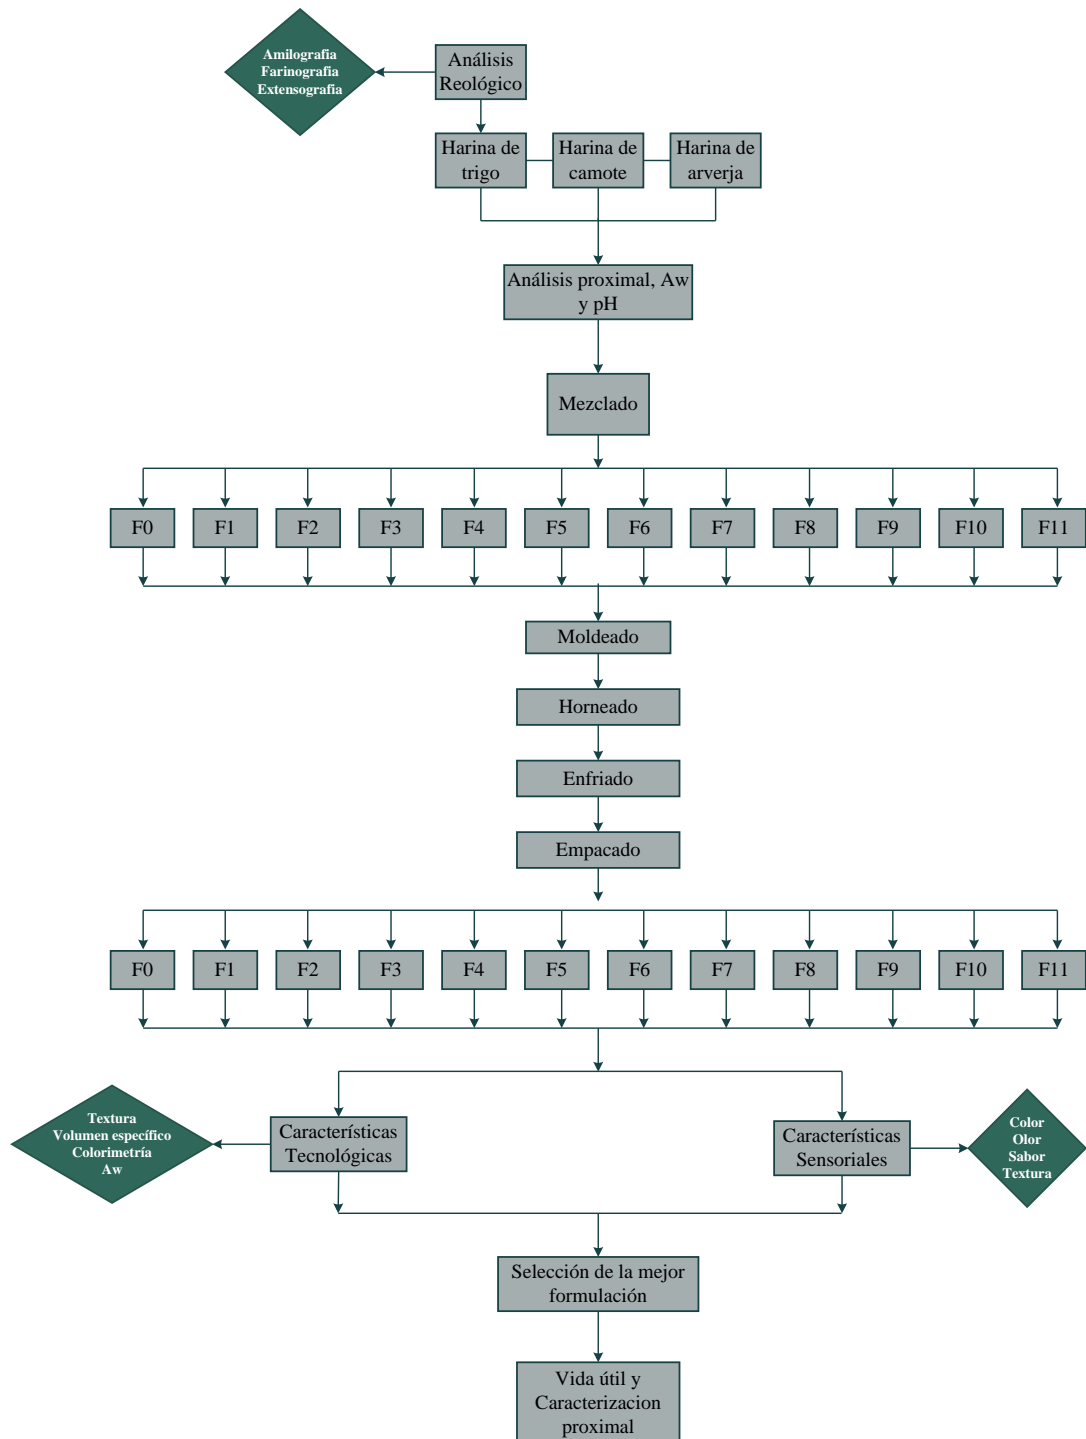 Amilografia
Farinografia
Extensografia
Análisis
Reológico
Harina de
trigo
Harina de
camote
Harina de
arverja
Análisis proximal, Aw
y pH
Mezclado
F0
F1
F2
F3
F4
F5
F6
F7
F8
F9
F10
F11
Moldeado
Horneado
Enfriado
Empacado
F0
F1
F2
F3
F4
F5
F6
F7
F8
F9
F10
F11
Textura
Volumen específico
Colorimetría
Aw
Características
Tecnológicas
Características
Sensoriales
Color
Olor
Sabor
Textura
Selección de la mejor
formulación
Vida útil y
Caracterizacion
proximal